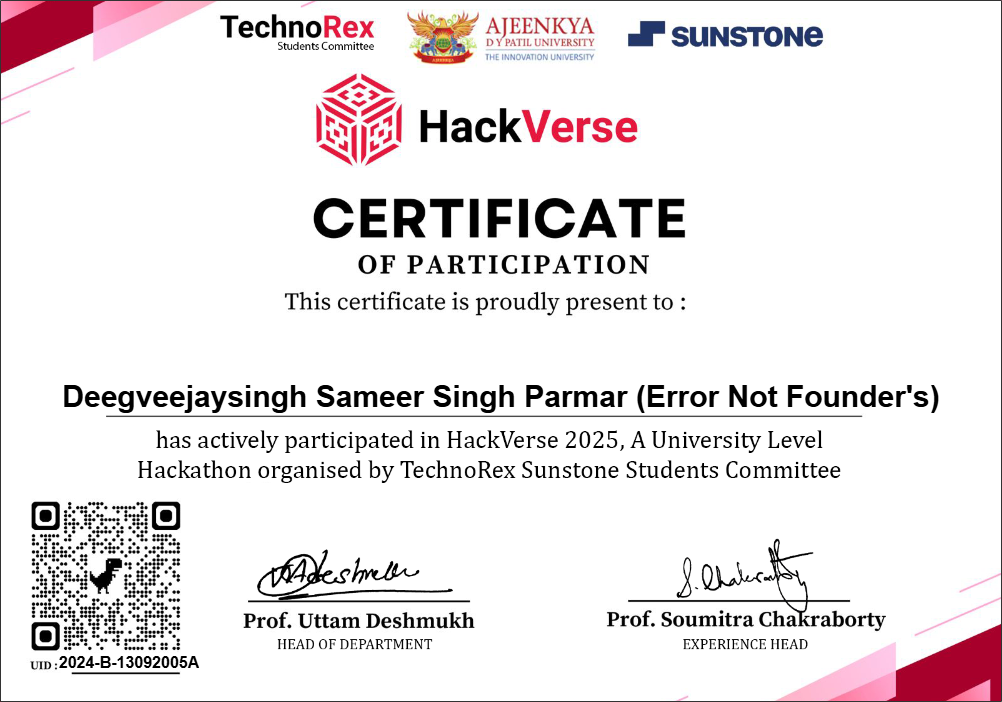 TechnoRex
Students Committee
AJEENKYA
D Y PATIL UNIVERSITY
THE INNOVATION UNIVERSITY
SUNSTONE
HackVerse
CERTIFICATE
OF PARTICIPATION
This certificate is proudly present to :
Deegveejaysingh Sameer Singh Parmar (Error Not Founder's)
has actively participated in HackVerse 2025, A University Level
Hackathon organised by TechnoRex Sunstone Students Committee
Prof. Uttam Deshmukh
HEAD OF DEPARTMENT
S. Chakraborty
Prof. Soumitra Chakraborty
EXPERIENCE HEAD
UID : 2024-B-13092005A